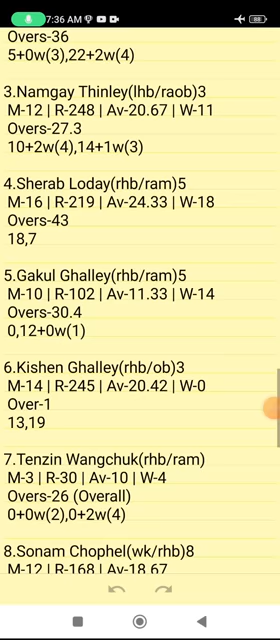 7:36 AM
88
Overs-36
5+0w(3),22+2w(4)
3.Namgay Thinley(lhb/raob)3
M-12 | R-248 | Av-20.67 | W-11
Overs-27.3
10+2w(4),14+1w(3)
4.Sherab Loday(rhb/ram)5
M-16 | R-219 | Av-24.33 | W-18
Overs-43
18,7
5.Gakul Ghalley(rhb/ram)5
M-10 | R-102 | Av-11.33 | W-14
Overs-30.4
0,12+0w(1)
6.Kishen Ghalley(rhb/ob)3
M-14 | R-245 | Av-20.42 | W-0
Over-1
13,19
7.Tenzin Wangchuk(rhb/ram)
M-3 | R-30 | Av-10 | W-4
Overs-26 (Overall)
0+0w(2),0+2w(4)
8.Sonam Chophel(wk/rhb)8
M-12 | R-168 | Av-18.67